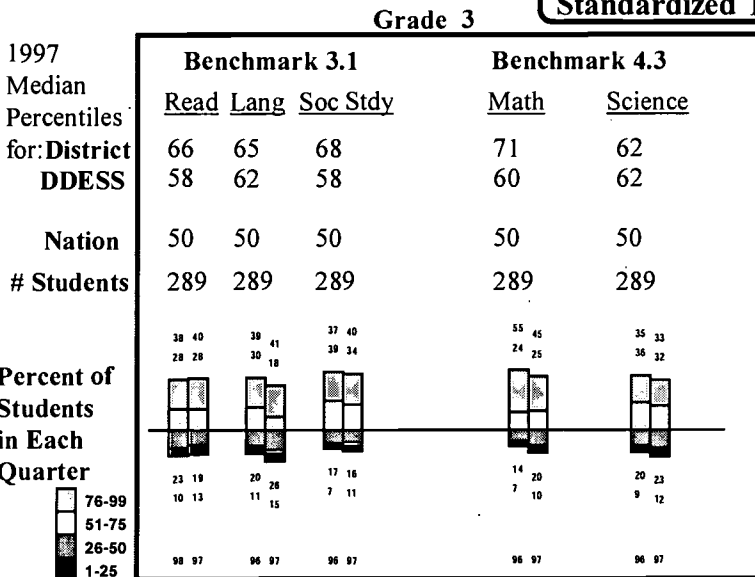 Standardized
Grade 3
1997
Median
Percentiles
for:District
DDESS
Nation
# Students
Benchmark 3.1 Benchmark 4.3
Read Lang Soc Stdy Math Science
66 65 68 71 62
58 62 58 60 62
50 50 50 50 50
289 289 289 289 289
38 40 39 41 37 40 55 45 35 33
28 28 30 18 39 34 24 25 36 32
Percent of
Students
in Each
Quarter
23 19 20 26 17 16 14 20 20 23
10 13 11 15 7 11 7 10 9 12
76-99
51-75
26-50
1-25
98 97 96 97 96 97 96 97 96 97